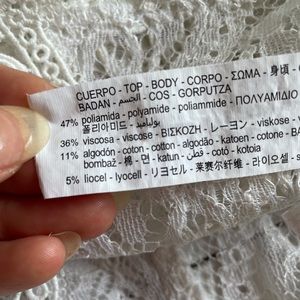 CUERPO - TOP - BODY - CORPO - ΣΩΜΑ - 身頃 -
BADAN - الجسم - COS - GORPUTZA
47% poliamida - polyamide - poliammide - ΠΟΛΥΑΜΙΔΙΟ
폴리아미드 - بولياميد
36% viscosa - viscose - ΒΙΣΚΟΖΗ - レーヨン - viskose -
11% algodón - coton - cotton - algodão - katoen - cotone -
bombaž - 棉 - 면 - katun - قطن - cotó - kotoia
5% liocel - lyocell - リヨセル - 莱赛尔纤维 - 라이오셀 -